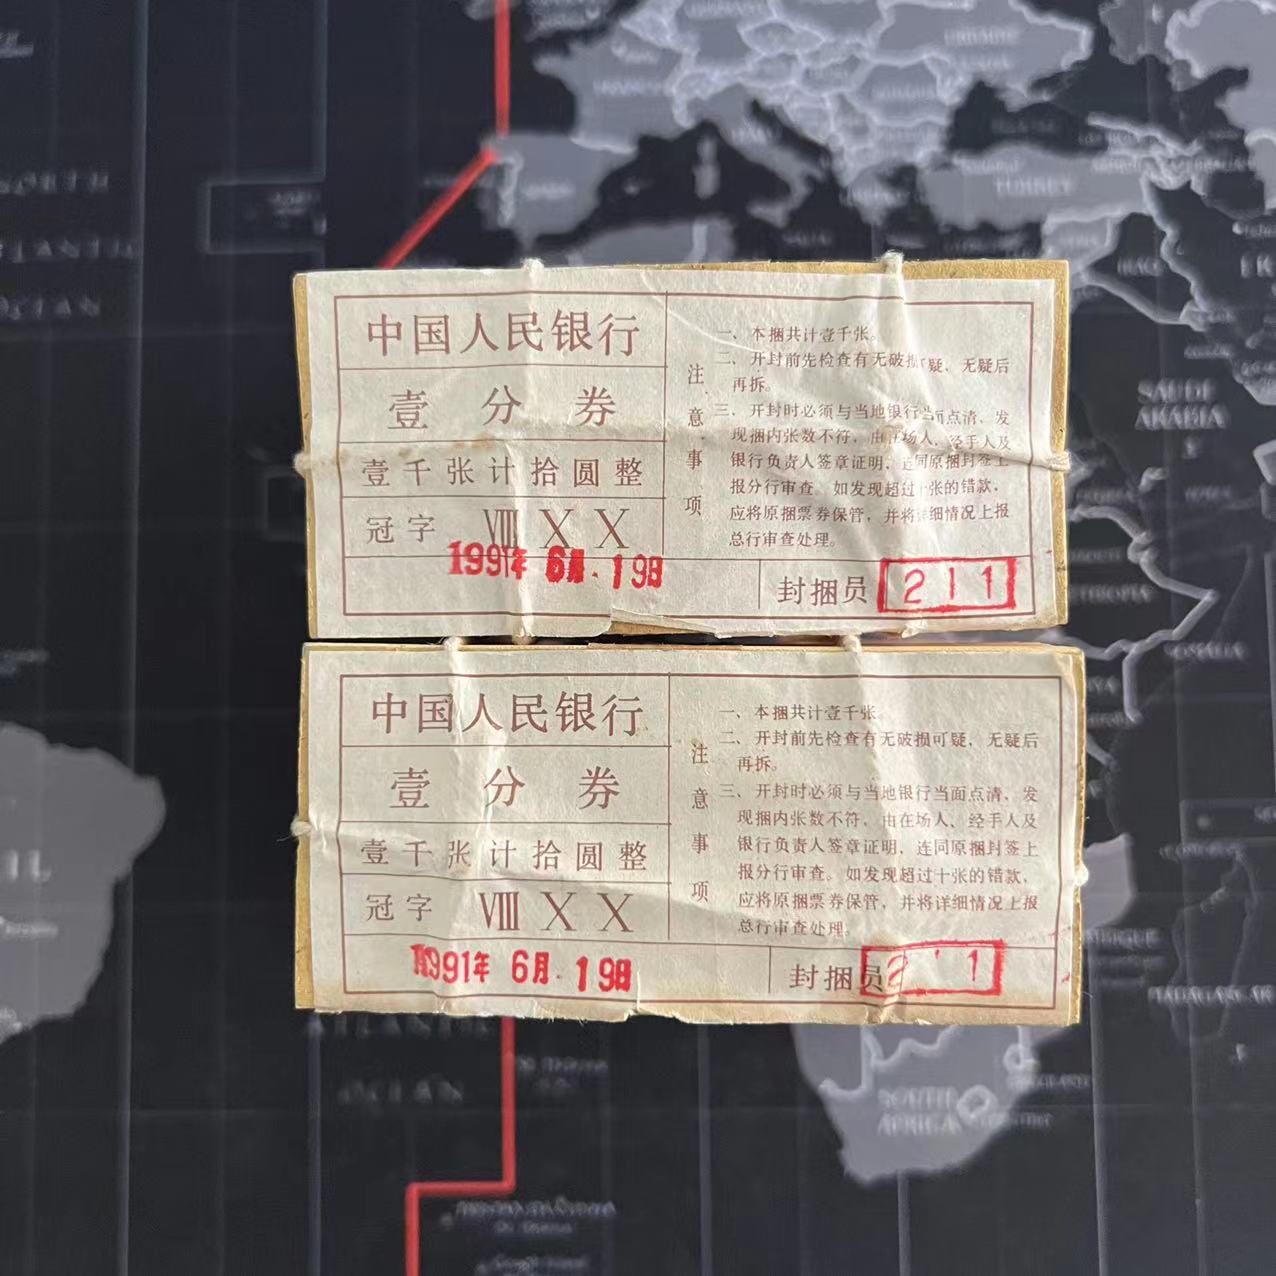 TURKEY
SAUDI
ARABIA
中国人民银行
壹分券
壹千张计拾圆整
冠字 Ⅷ X X
1991年 6月.19日
注意事项
一、本捆共计壹千张。
二、开封前先检查有无破损 疑，无疑后
再拆。
三、开封时必须与当地银行当面点清，发
现捆内张数不符，由 场人、经手人及
银行负责人签章证明，连同原捆封签上
报分行审查。如发现超过 张的错款，
应将原捆票券保管，并将详细情况上报
总行审查处理。
封捆员 211
ETHIOPIA
中国人民银行
壹分券
壹千张计拾圆整
冠字 Ⅷ X X
1991年 6月.19日
注意事项
一、本捆共计壹千张。
二、开封前先检查有无破损可疑，无疑后
再拆。
三、开封时必须与当地银行当面点清，发
现捆内张数不符，由在场人、经手人及
银行负责人签章证明，连同原捆封签上
报分行审查。如发现超过十张的错款，
应将原捆票券保管，并将详细情况上报
总行审查处理。
封捆员 2 1
ATLANTIC
OCEAN
SOUTH
AFRICA